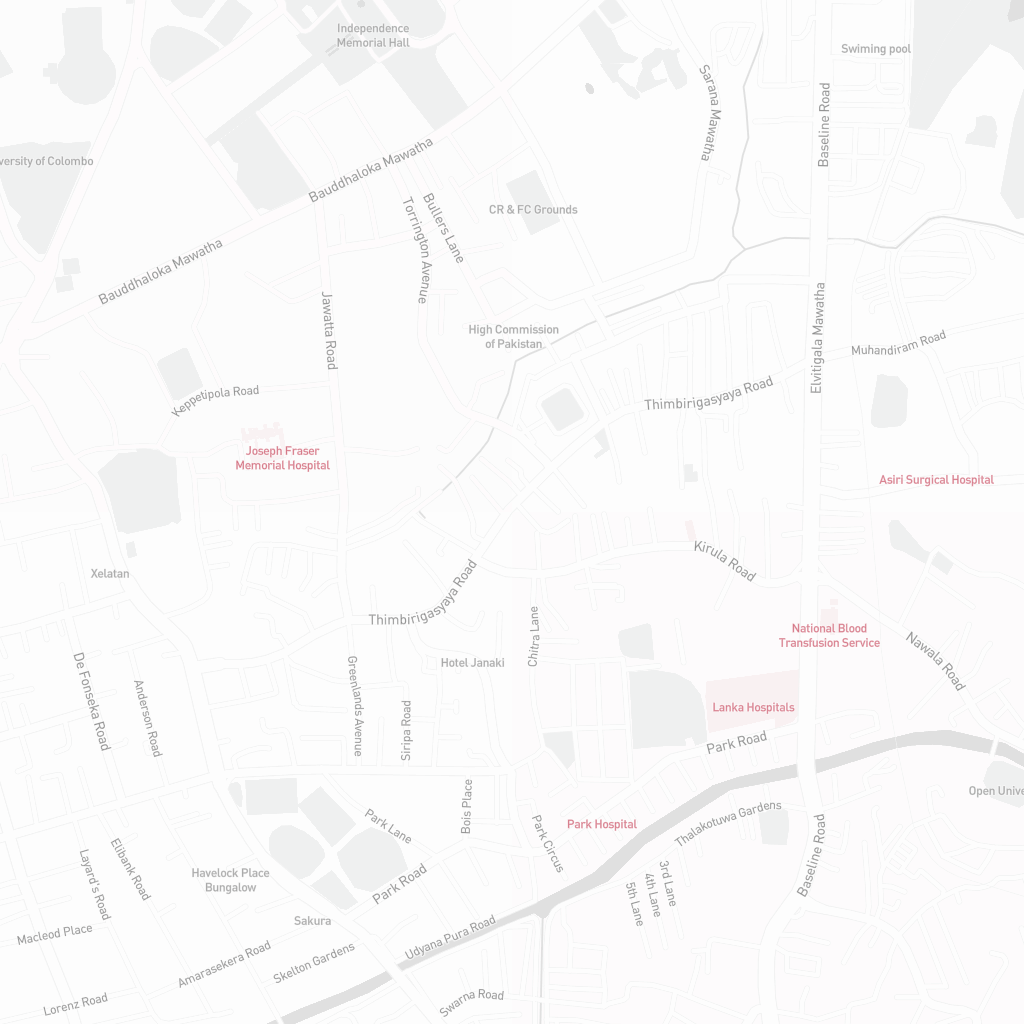 Independence
Memorial Hall
Swiming pool
Sarana Mawatha
Baseline Road
versity of Colombo
Bauddhaloka Mawatha
CR & FC Grounds
Bullers Lane
Torrington Avenue
Bauddhaloka Mawatha
Jawatta Road
High Commission
of Pakistan
Elvitigala Mawatha
Muhandiram Road
Keppetipola Road
Thimbirigasyaya Road
Joseph Fraser
Memorial Hospital
Asiri Surgical Hospital
Kirula Road
Xelatan
Thimbirigasyaya Road
Chitra Lane
National Blood
Transfusion Service
Nawala Road
Hotel Janaki
De Fonseka Road
Anderson Road
Greenlands Avenue
Siripa Road
Lanka Hospitals
Park Road
Open Unive
Bois Place
Park Lane
Park Circus
Park Hospital
Thalakotuwa Gardens
Baseline Road
Elibank Road
Layard's Road
Havelock Place
Bungalow
Park Road
3rd Lane
4th Lane
5th Lane
Sakura
Macleod Place
Udyana Pura Road
Amarasekera Road
Skelton Gardens
Lorenz Road
Swarna Road